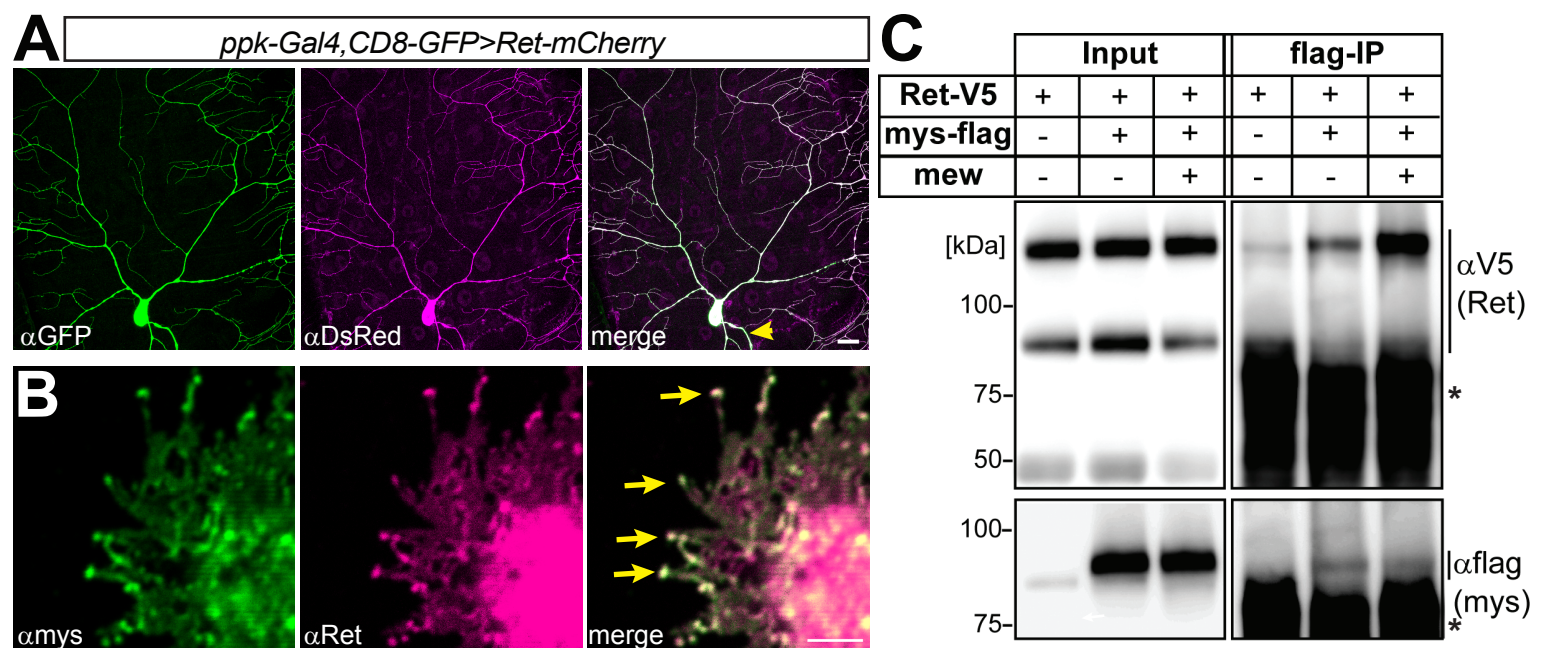 A
ppk-Gal4,CD8-GFP>Ret-mCherry
αGFP
αDsRed
merge
B
αmys
αRet
merge
C
Input flag-IP
Ret-V5 + + + + + +
mys-flag - + + - + +
mew - - + - - +
[kDa]
100-
75-
50-
αV5
(Ret)
*
100-
75-
αflag
(mys)
*